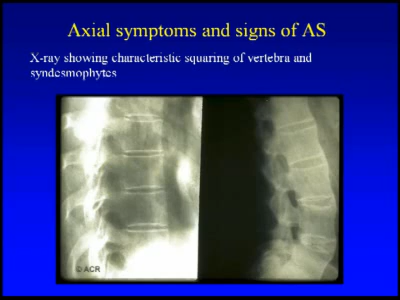 Axial symptoms and signs of AS
X-ray showing characteristic squaring of vertebra and
syndesmophytes
© ACR